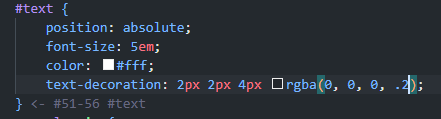 #text {
position: absolute;
font-size: 5em;
color: #fff;
text-decoration: 2px 2px 4px rgba(0, 0, 0, .2);
} <- #51-56 #text